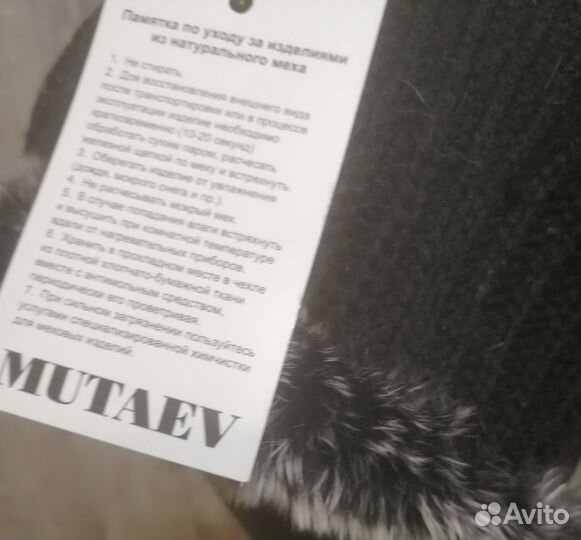 Памятка по уходу за изделиями
из натурального меха
1. Не стирать.
2. Для восстановления внешнего вида
после транспортировки или в процессе
эксплуатации изделие необходимо
кратковременно (10-20 секунд)
обработать сухим паром, расчесать
железной щеткой по меху и встряхнуть.
3. Оберегать изделие от увлажнения
(дождя, мокрого снега и пр.).
4. Не расчесывать мокрый мех.
5. В случае попадания влаги встряхнуть
и высушить при комнатной температуре
вдали от нагревательных приборов.
6. Хранить в прохладном месте в чехле
из плотной хлопчато-бумажной ткани
вместе с антимольным средством,
периодически его проветривая.
7. При сильном загрязнении пользуйтесь
услугами специализированной химчистки
для меховых изделий.
MUTAEV
Avito